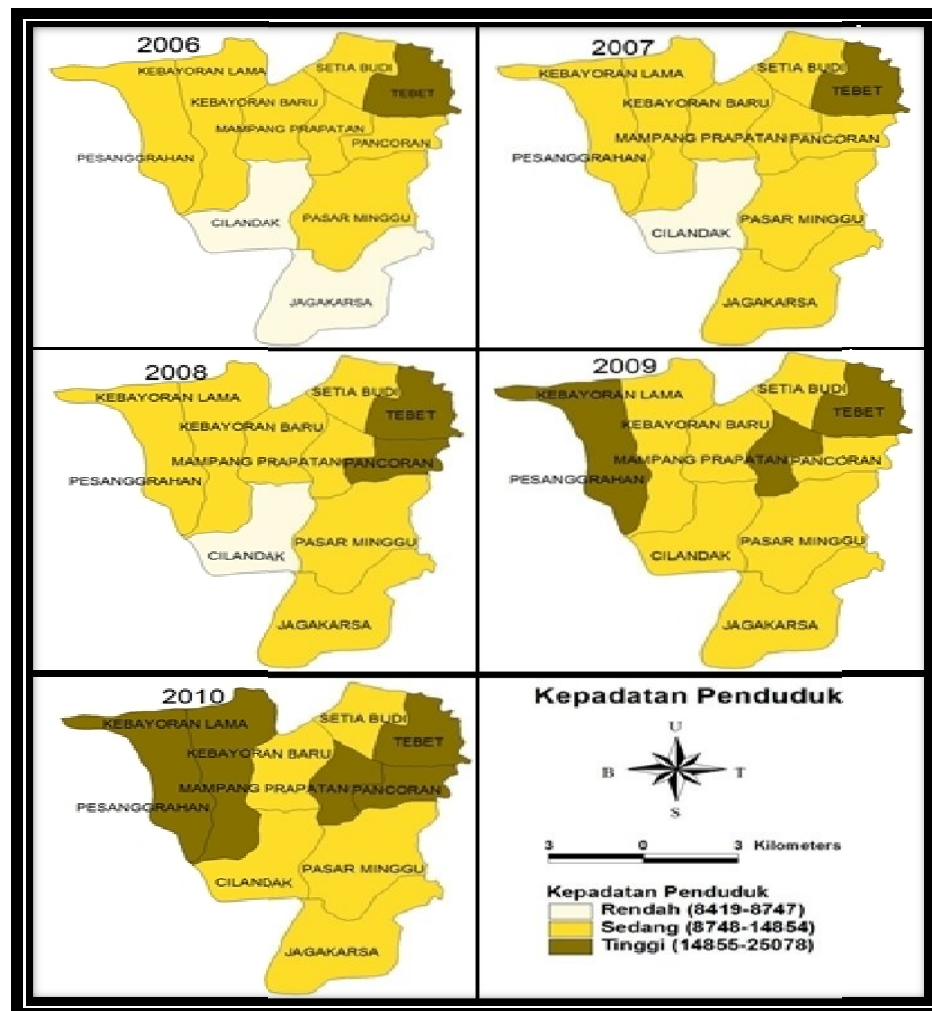 2006
KEBAYORAN LAMA
SETIA BUDI
TEBET
KEBAYORAN BARU
MAMPANG PRAPATAN
PANCORAN
PESANGGRAHAN
CILANDAK
PASAR MINGGU
JAGAKARSA
2007
KEBAYORAN LAMA
SETIA BUDI
TEBET
KEBAYORAN BARU
MAMPANG PRAPATAN
PANCORAN
PESANGGRAHAN
CILANDAK
PASAR MINGGU
JAGAKARSA
2008
KEBAYORAN LAMA
SETIA BUDI
TEBET
KEBAYORAN BARU
MAMPANG PRAPATAN
PANCORAN
PESANGGRAHAN
CILANDAK
PASAR MINGGU
JAGAKARSA
2009
KEBAYORAN LAMA
SETIA BUDI
TEBET
KEBAYORAN BARU
MAMPANG PRAPATAN
PANCORAN
PESANGGRAHAN
CILANDAK
PASAR MINGGU
JAGAKARSA
2010
KEBAYORAN LAMA
SETIA BUDI
TEBET
KEBAYORAN BARU
MAMPANG PRAPATAN
PANCORAN
PESANGGRAHAN
CILANDAK
PASAR MINGGU
JAGAKARSA
Kepadatan Penduduk
U
B T
S
3 0 3 Kilometers
Kepadatan Penduduk
Rendah (8419-8747)
Sedang (8748-14854)
Tinggi (14855-25078)